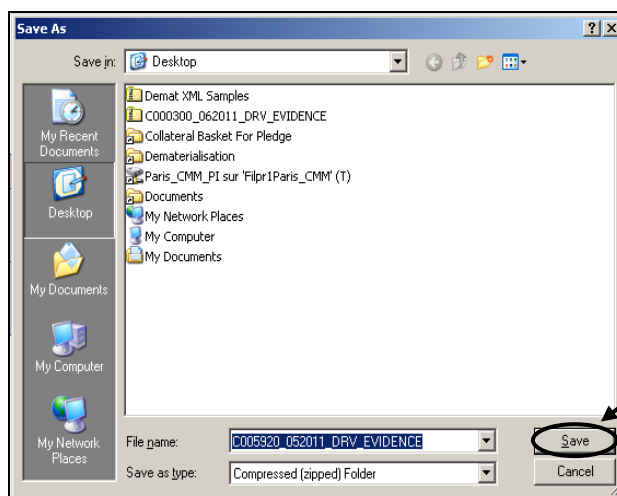 Save As
Save in:
Desktop
My Recent
Documents
Desktop
My Documents
My Computer
My Network
Places
Demat XML Samples
C000300_062011_DRV_EVIDENCE
Collateral Basket For Pledge
Dematerialisation
Paris_CMM_PI sur 'Filpr1Paris_CMM' (T)
Documents
My Network Places
My Computer
My Documents
File name:
C005920_052011_DRV_EVIDENCE
Save
Save as type:
Compressed (zipped) Folder
Cancel